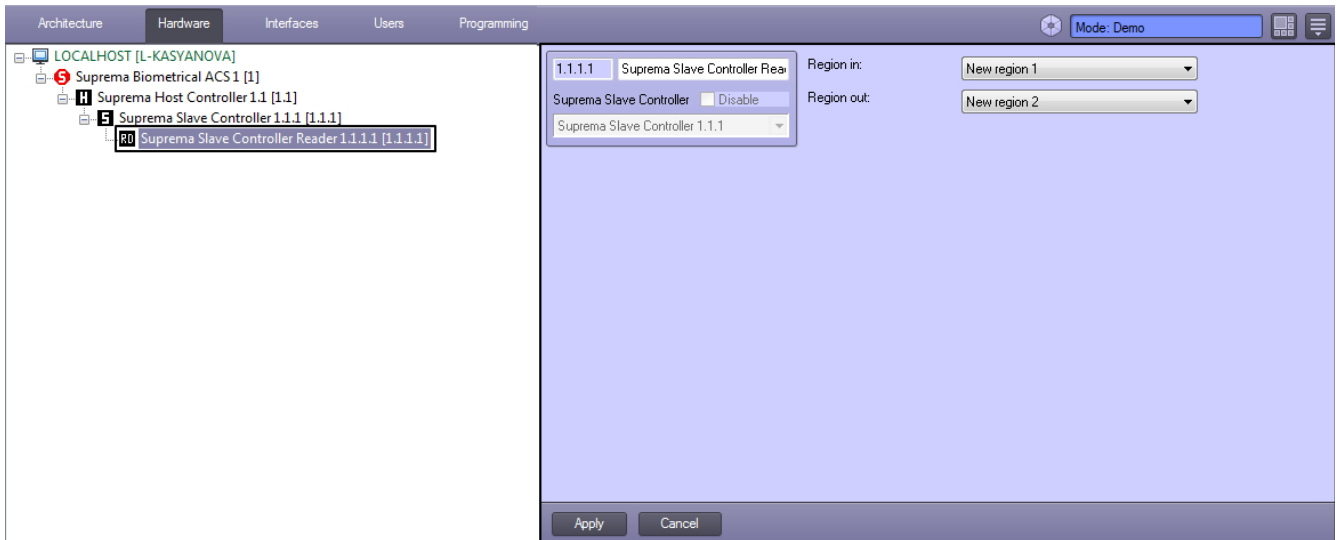 Architecture Hardware Interfaces Users Programming Mode: Demo
LOCALHOST [L-KASYANOVA]
Suprema Biometrical ACS 1 [1]
H Suprema Host Controller 1.1 [1.1]
S Suprema Slave Controller 1.1.1 [1.1.1]
RD Suprema Slave Controller Reader 1.1.1.1 [1.1.1.1]
1.1.1.1 Suprema Slave Controller Rea
Suprema Slave Controller Disable
Suprema Slave Controller 1.1.1
Region in: New region 1
Region out: New region 2
Apply Cancel